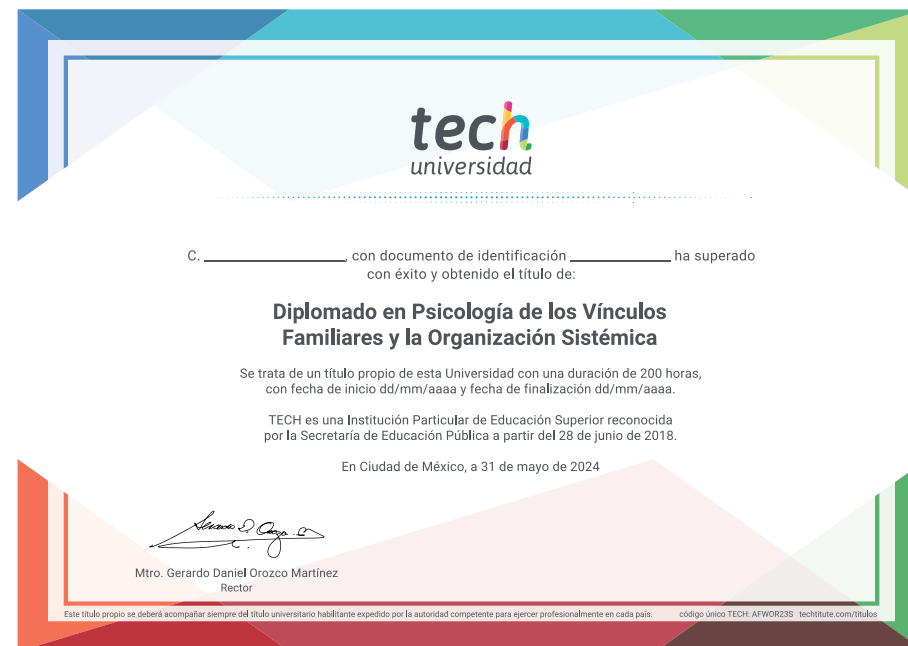 tech
universidad
C. ____________________, con documento de identificación ______________ ha superado
con éxito y obtenido el título de:
Diplomado en Psicología de los Vínculos
Familiares y la Organización Sistémica
Se trata de un título propio de esta Universidad con una duración de 200 horas,
con fecha de inicio dd/mm/aaaa y fecha de finalización dd/mm/aaaa.
TECH es una Institución Particular de Educación Superior reconocida
por la Secretaría de Educación Pública a partir del 28 de junio de 2018.
En Ciudad de México, a 31 de mayo de 2024
Mtro. Gerardo Daniel Orozco Martínez
Rector
Este título propio se deberá acompañar siempre del título universitario habilitante expedido por la autoridad competente para ejercer profesionalmente en cada país. código único TECH: AFWOR23S techtitute.com/titulos